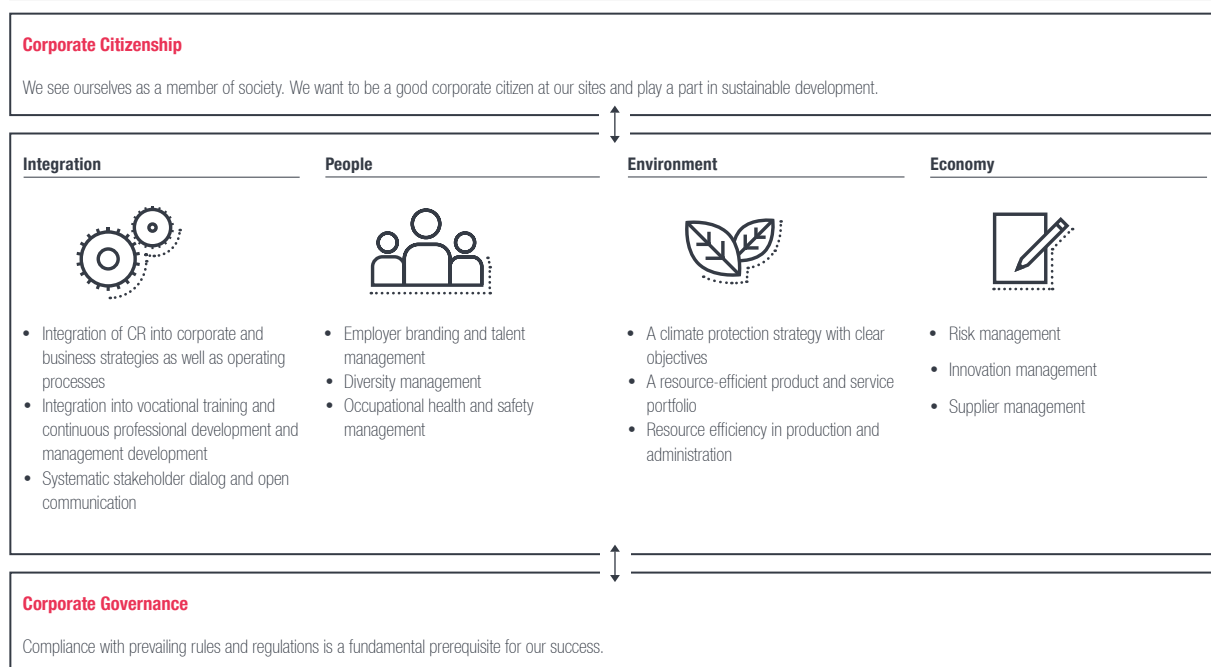 Corporate Citizenship
We see ourselves as a member of society. We want to be a good corporate citizen at our sites and play a part in sustainable development.
Integration
• Integration of CR into corporate and
business strategies as well as operating
processes
• Integration into vocational training and
continuous professional development and
management development
• Systematic stakeholder dialog and open
communication
People
• Employer branding and talent
management
• Diversity management
• Occupational health and safety
management
Environment
• A climate protection strategy with clear
objectives
• A resource-efficient product and service
portfolio
• Resource efficiency in production and
administration
Economy
• Risk management
• Innovation management
• Supplier management
Corporate Governance
Compliance with prevailing rules and regulations is a fundamental prerequisite for our success.